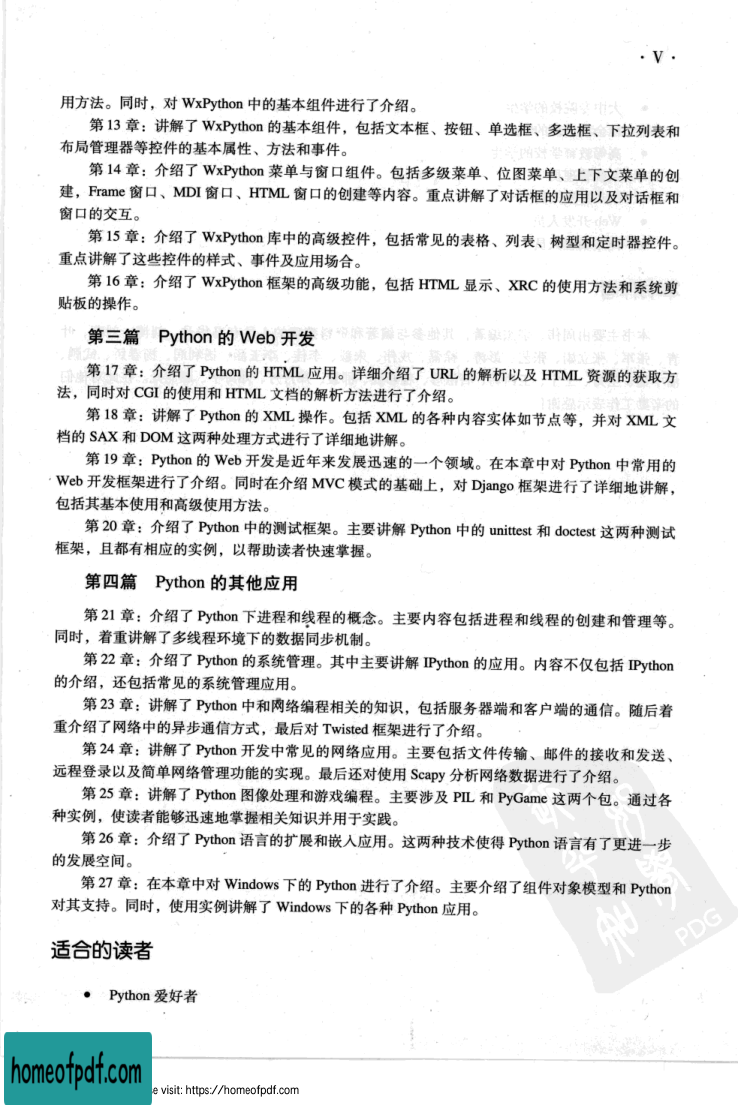 · V ·
用方法。同时，对 WxPython 中的基本组件进行了介绍。
第 13 章：讲解了 WxPython 的基本组件，包括文本框、按钮、单选框、多选框、下拉列表和
布局管理器等控件的基本属性、方法和事件。
第 14 章：介绍了 WxPython 菜单与窗口组件。包括多级菜单、位图菜单、上下文菜单的创
建，Frame 窗口、MDI 窗口、HTML 窗口的创建等内容。重点讲解了对话框的应用以及对话框和
窗口的交互。
第 15 章：介绍了 WxPython 库中的高级控件，包括常见的表格、列表、树型和定时器控件。
重点讲解了这些控件的样式、事件及应用场合。
第 16 章：介绍了 WxPython 框架的高级功能，包括 HTML 显示、XRC 的使用方法和系统剪
贴板的操作。
第三篇 Python 的 Web 开发
第 17 章：介绍了 Python 的 HTML 应用。详细介绍了 URL 的解析以及 HTML 资源的获取方
法，同时对 CGI 的使用和 HTML 文档的解析方法进行了介绍。
第 18 章：讲解了 Python 的 XML 操作。包括 XML 的各种内容实体如节点等，并对 XML 文
档的 SAX 和 DOM 这两种处理方式进行了详细地讲解。
第 19 章：Python 的 Web 开发是近年来发展迅速的一个领域。在本章中对 Python 中常用的
Web 开发框架进行了介绍。同时在介绍 MVC 模式的基础上，对 Django 框架进行了详细地讲解，
包括其基本使用和高级使用方法。
第 20 章：介绍了 Python 中的测试框架。主要讲解 Python 中的 unittest 和 doctest 这两种测试
框架，且都有相应的实例，以帮助读者快速掌握。
第四篇 Python 的其他应用
第 21 章：介绍了 Python 下进程和线程的概念。主要内容包括进程和线程的创建和管理等。
同时，着重讲解了多线程环境下的数据同步机制。
第 22 章：介绍了 Python 的系统管理。其中主要讲解 IPython 的应用。内容不仅包括 IPython
的介绍，还包括常见的系统管理应用。
第 23 章：讲解了 Python 中和网络编程相关的知识，包括服务器端和客户端的通信。随后着
重介绍了网络中的异步通信方式，最后对 Twisted 框架进行了介绍。
第 24 章：讲解了 Python 开发中常见的网络应用。主要包括文件传输、邮件的接收和发送、
远程登录以及简单网络管理功能的实现。最后还对使用 Scapy 分析网络数据进行了介绍。
第 25 章：讲解了 Python 图像处理和游戏编程。主要涉及 PIL 和 PyGame 这两个包。通过各
种实例，使读者能够迅速地掌握相关知识并用于实践。
第 26 章：介绍了 Python 语言的扩展和嵌入应用。这两种技术使得 Python 语言有了更进一步
的发展空间。
第 27 章：在本章中对 Windows 下的 Python 进行了介绍。主要介绍了组件对象模型和 Python
对其支持。同时，使用实例讲解了 Windows 下的各种 Python 应用。
PDG
适合的读者
● Python 爱好者
homeofpdf.com
e visit: https://homeofpdf.com